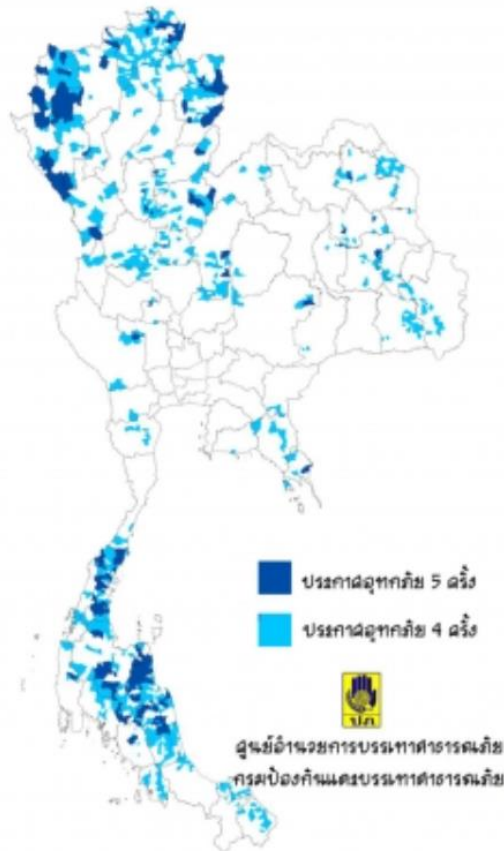 ประกาศอุทกภัย 5 ครั้ง
ประกาศอุทกภัย 4 ครั้ง
ปภ
ศูนย์อำนวยการบรรเทาสาธารณภัย
กรมป้องกันและบรรเทาสาธารณภัย